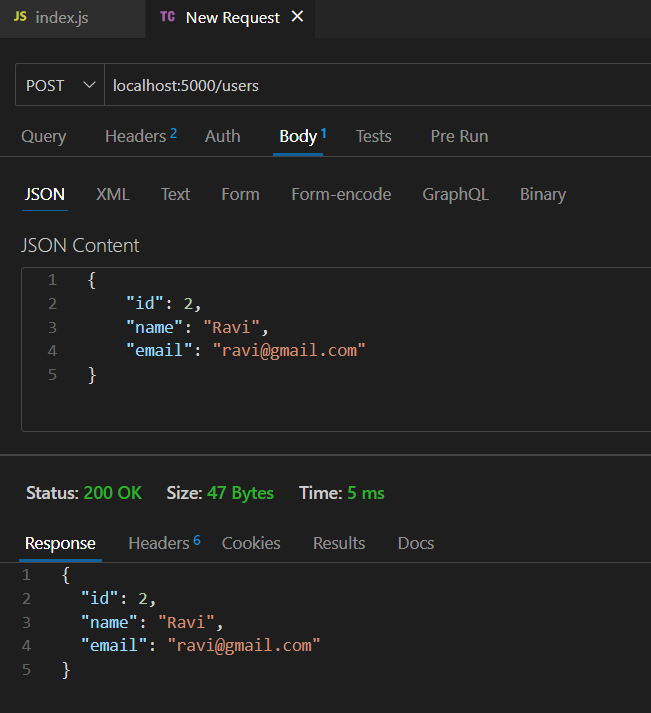 JS index.js TC New Request ✕
POST localhost:5000/users
Query Headers 2 Auth Body 1 Tests Pre Run
JSON XML Text Form Form-encode GraphQL Binary
JSON Content
1 {
2 "id": 2,
3 "name": "Ravi",
4 "email": "ravi@gmail.com"
5 }
Status: 200 OK Size: 47 Bytes Time: 5 ms
Response Headers 6 Cookies Results Docs
1 {
2 "id": 2,
3 "name": "Ravi",
4 "email": "ravi@gmail.com"
5 }